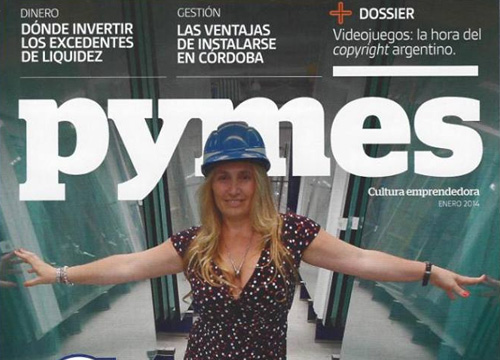 DINERO
DÓNDE INVERTIR
LOS EXCEDENTES
DE LIQUIDEZ
GESTIÓN
LAS VENTAJAS
DE INSTALARSE
EN CÓRDOBA
+ DOSSIER
Videojuegos: la hora del
copyright argentino.
pymes
Cultura emprendedora
ENERO 2014